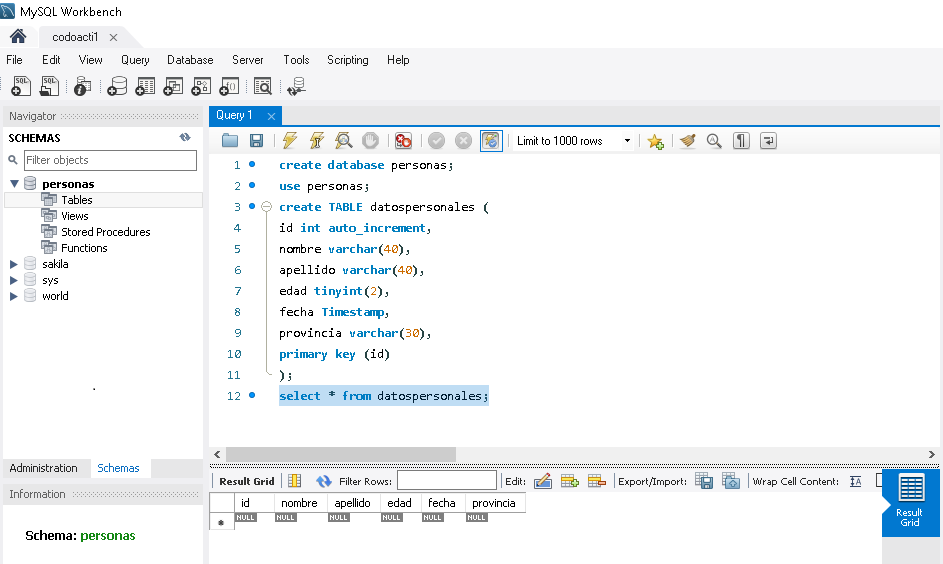 MySQL Workbench
codoacti1
File Edit View Query Database Server Tools Scripting Help
Navigator
SCHEMAS
Filter objects
personas
Tables
Views
Stored Procedures
Functions
sakila
sys
world
Administration Schemas
Information
Schema: personas
Query 1
Limit to 1000 rows
1 create database personas;
2 use personas;
3 create TABLE datospersonales (
4 id int auto_increment,
5 nombre varchar(40),
6 apellido varchar(40),
7 edad tinyint(2),
8 fecha Timestamp,
9 provincia varchar(30),
10 primary key (id)
11 );
12 select * from datospersonales;
Result Grid Filter Rows: Edit: Export/Import: Wrap Cell Content: IA
id nombre apellido edad fecha provincia
* NULL NULL NULL NULL NULL NULL
Result
Grid